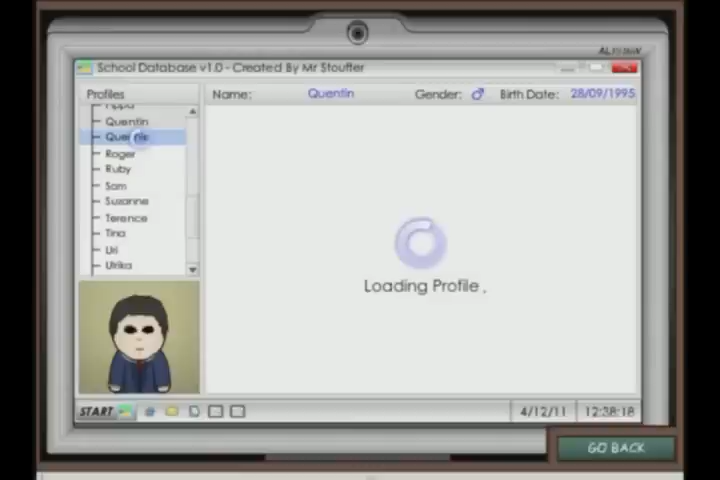 School Database v1.0 - Created By Mr Stouffer
Profiles
Name: Quentin Gender: ♂ Birth Date: 28/09/1995
Quentin
Roger
Ruby
Sam
Suzanne
Terence
Tina
Uri
Ulrika
Loading Profile .
START
4/12/11 12:38:18
GO BACK